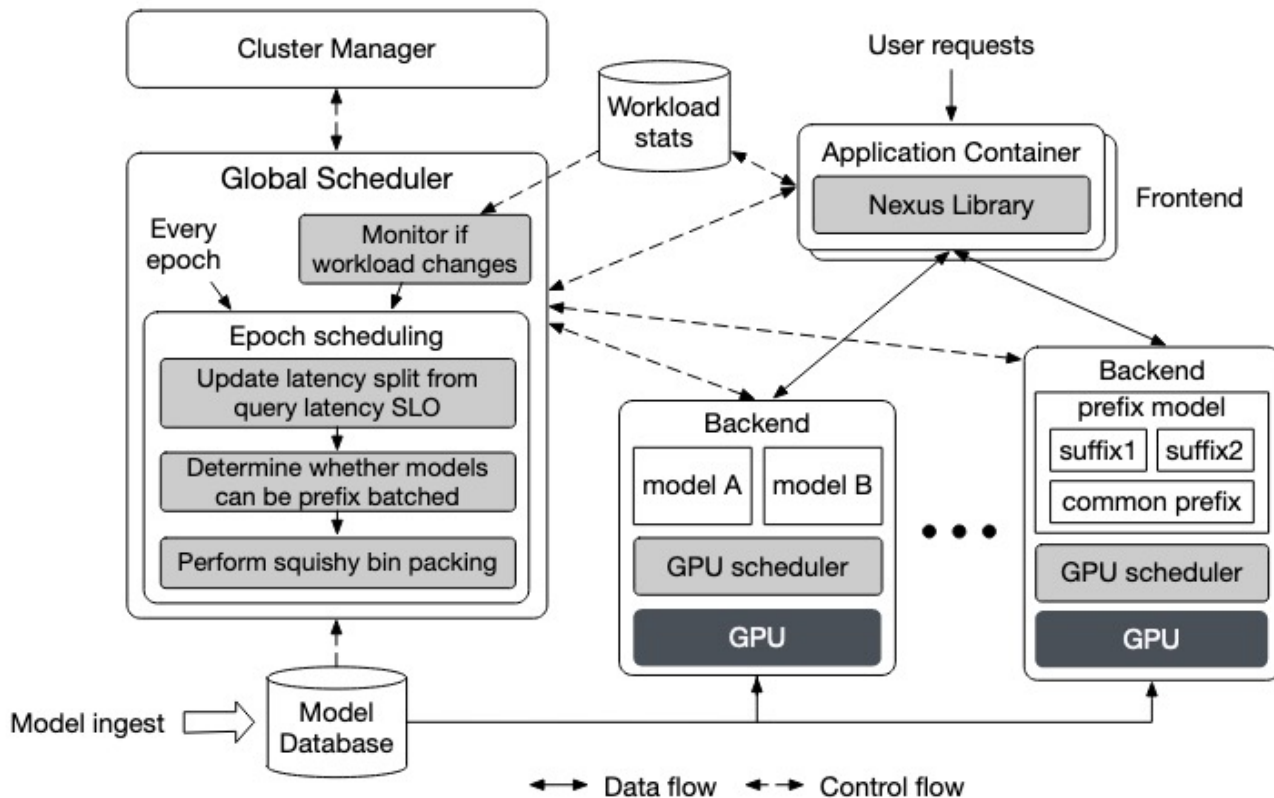 Cluster Manager
User requests
Workload
stats
Application Container
Nexus Library
Frontend
Global Scheduler
Every
epoch
Monitor if
workload changes
Epoch scheduling
Update latency split from
query latency SLO
Determine whether models
can be prefix batched
Perform squishy bin packing
Backend
model A
model B
GPU scheduler
GPU
Backend
prefix model
suffix1
suffix2
common prefix
GPU scheduler
GPU
Model ingest
Model
Database
Data flow
Control flow